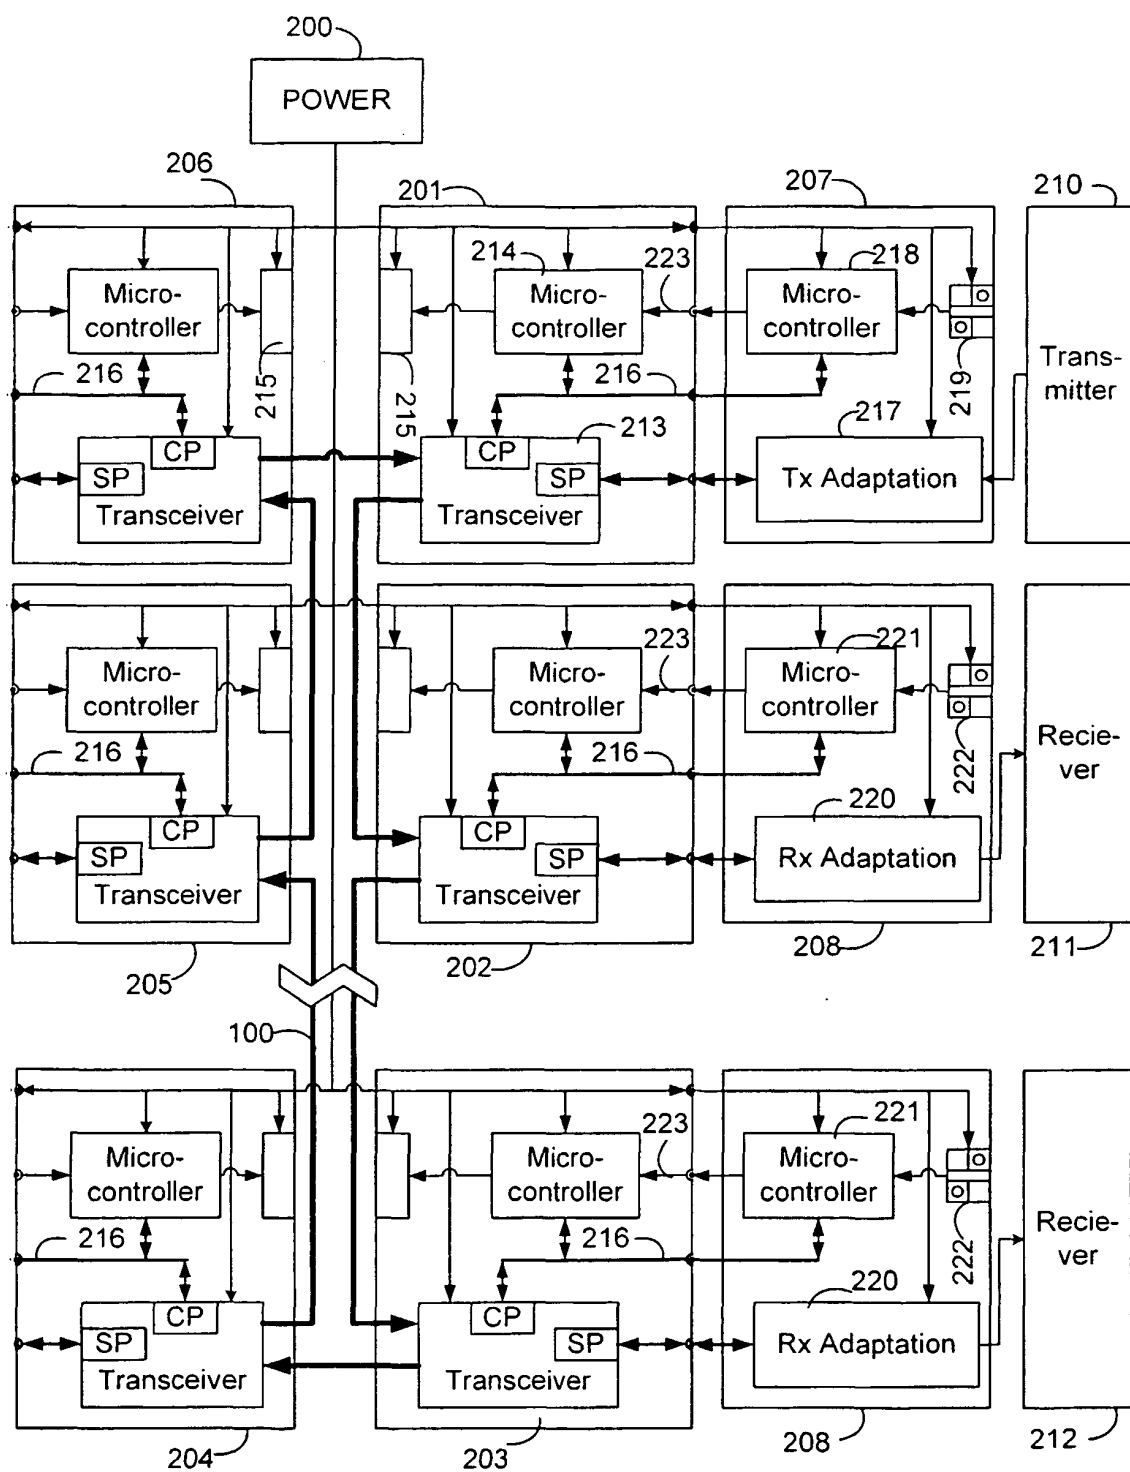 200
POWER
206
201
207
210
Micro-
controller
216
215
CP
SP
Transceiver
214
Micro-
controller
223
216
215
213
CP
SP
Transceiver
218
Micro-
controller
219
217
Tx Adaptation
Trans-
mitter
Micro-
controller
216
CP
SP
Transceiver
205
Micro-
controller
223
216
CP
SP
Transceiver
202
221
Micro-
controller
222
220
Rx Adaptation
208
Recie-
ver
211
100
Micro-
controller
216
CP
SP
Transceiver
204
Micro-
controller
223
216
CP
SP
Transceiver
203
221
Micro-
controller
222
220
Rx Adaptation
208
Recie-
ver
212